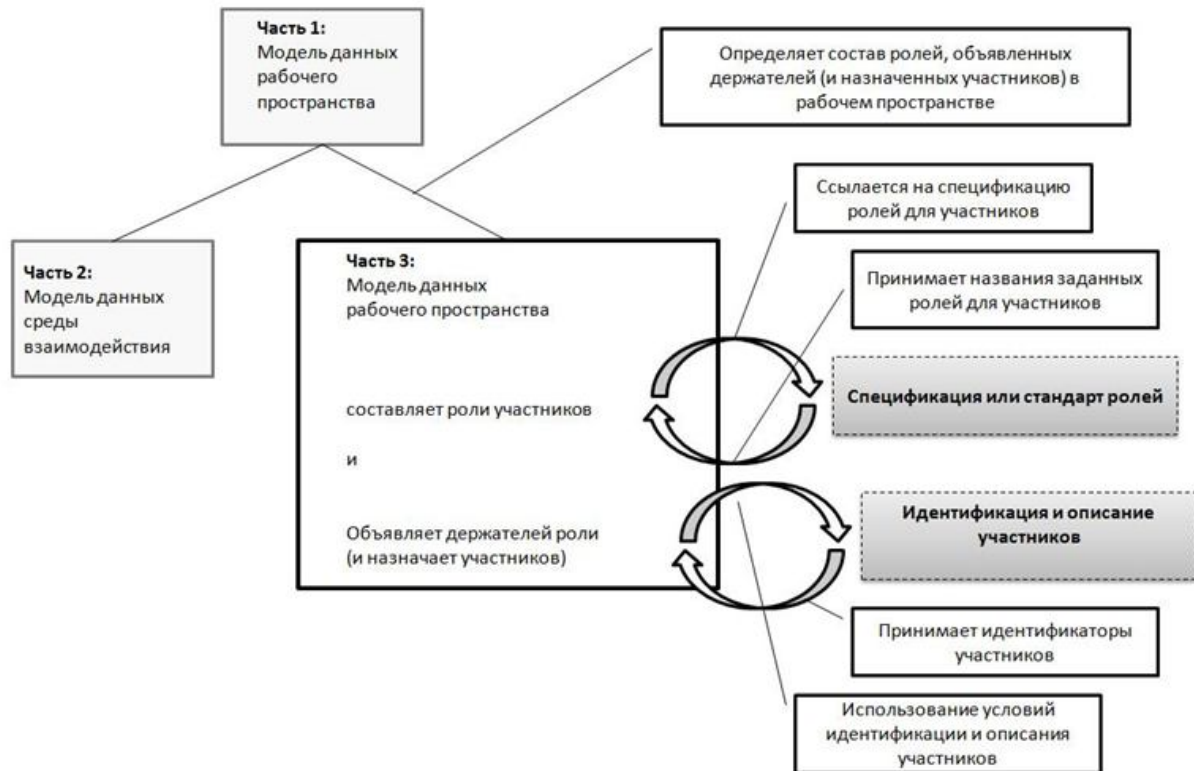 Часть 1:
Модель данных
рабочего
пространства
Определяет состав ролей, объявленных
держателей (и назначенных участников) в
рабочем пространстве
Ссылается на спецификацию
ролей для участников
Часть 2:
Модель данных
среды
взаимодействия
Часть 3:
Модель данных
рабочего пространства
Принимает названия заданных
ролей для участников
составляет роли участников
Спецификация или стандарт ролей
и
Идентификация и описание
участников
Объявляет держателей роли
(и назначает участников)
Принимает идентификаторы
участников
Использование условий
идентификации и описания
участников